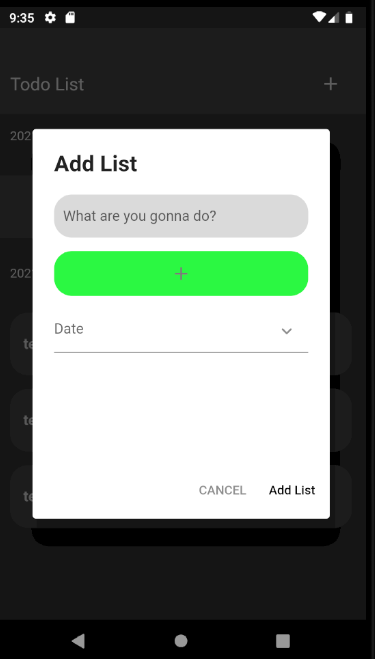 9:35
Todo List
+
202
Add List
What are you gonna do?
+
202
Date
te
te
te
CANCEL Add List